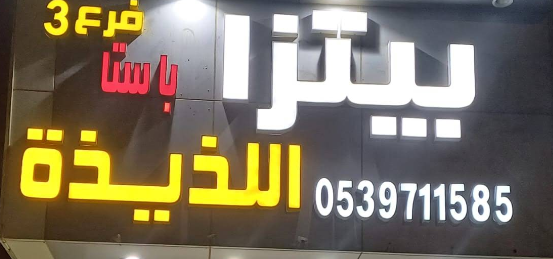 فرع 3
بيتزا
باستا
اللذيذة
0539711585